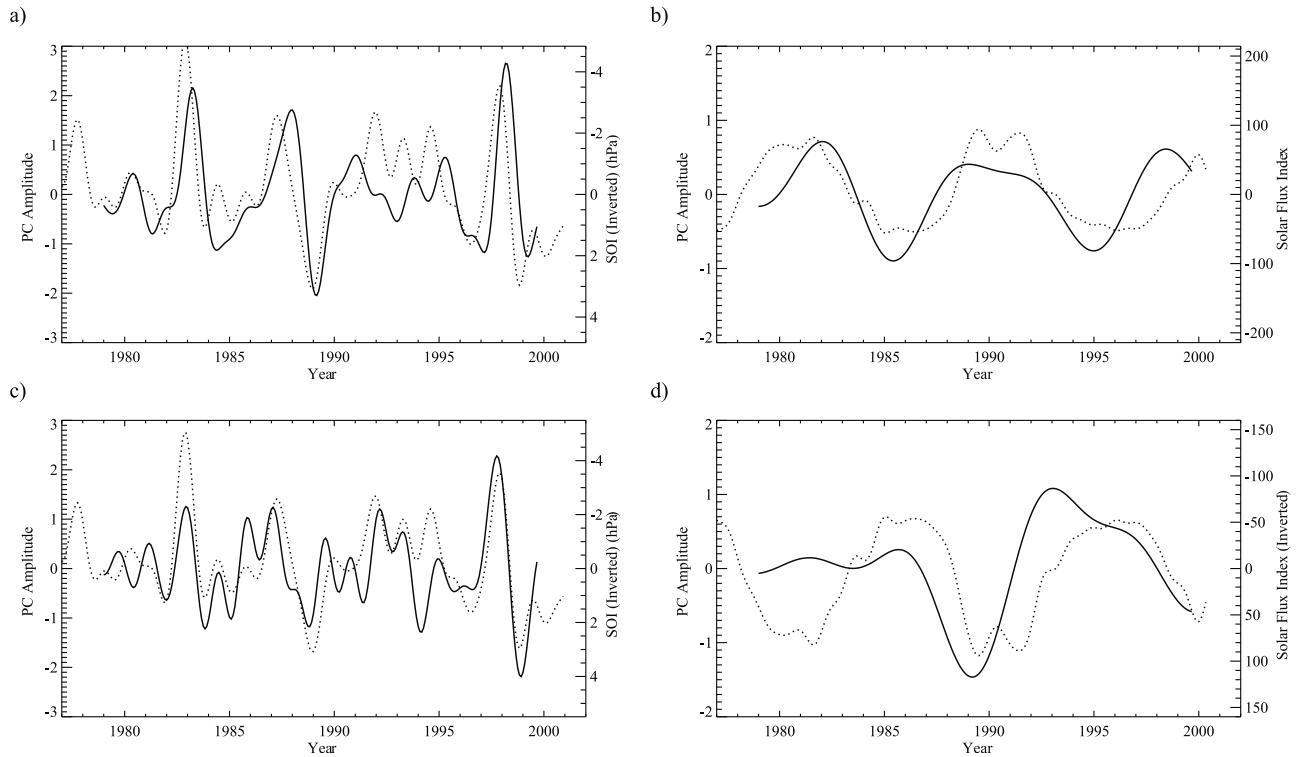 a)
3
2
1
0
-1
-2
-3
PC Amplitude
-4
-2
0
2
4
SOI (Inverted) (hPa)
1980 1985 1990 1995 2000
Year
b)
2
1
0
-1
-2
PC Amplitude
200
100
0
-100
-200
Solar Flux Index
1980 1985 1990 1995 2000
Year
c)
3
2
1
0
-1
-2
-3
PC Amplitude
-4
-2
0
2
4
SOI (Inverted) (hPa)
1980 1985 1990 1995 2000
Year
d)
2
1
0
-1
-2
PC Amplitude
-150
-100
-50
0
50
100
150
Solar Flux Index (Inverted)
1980 1985 1990 1995 2000
Year